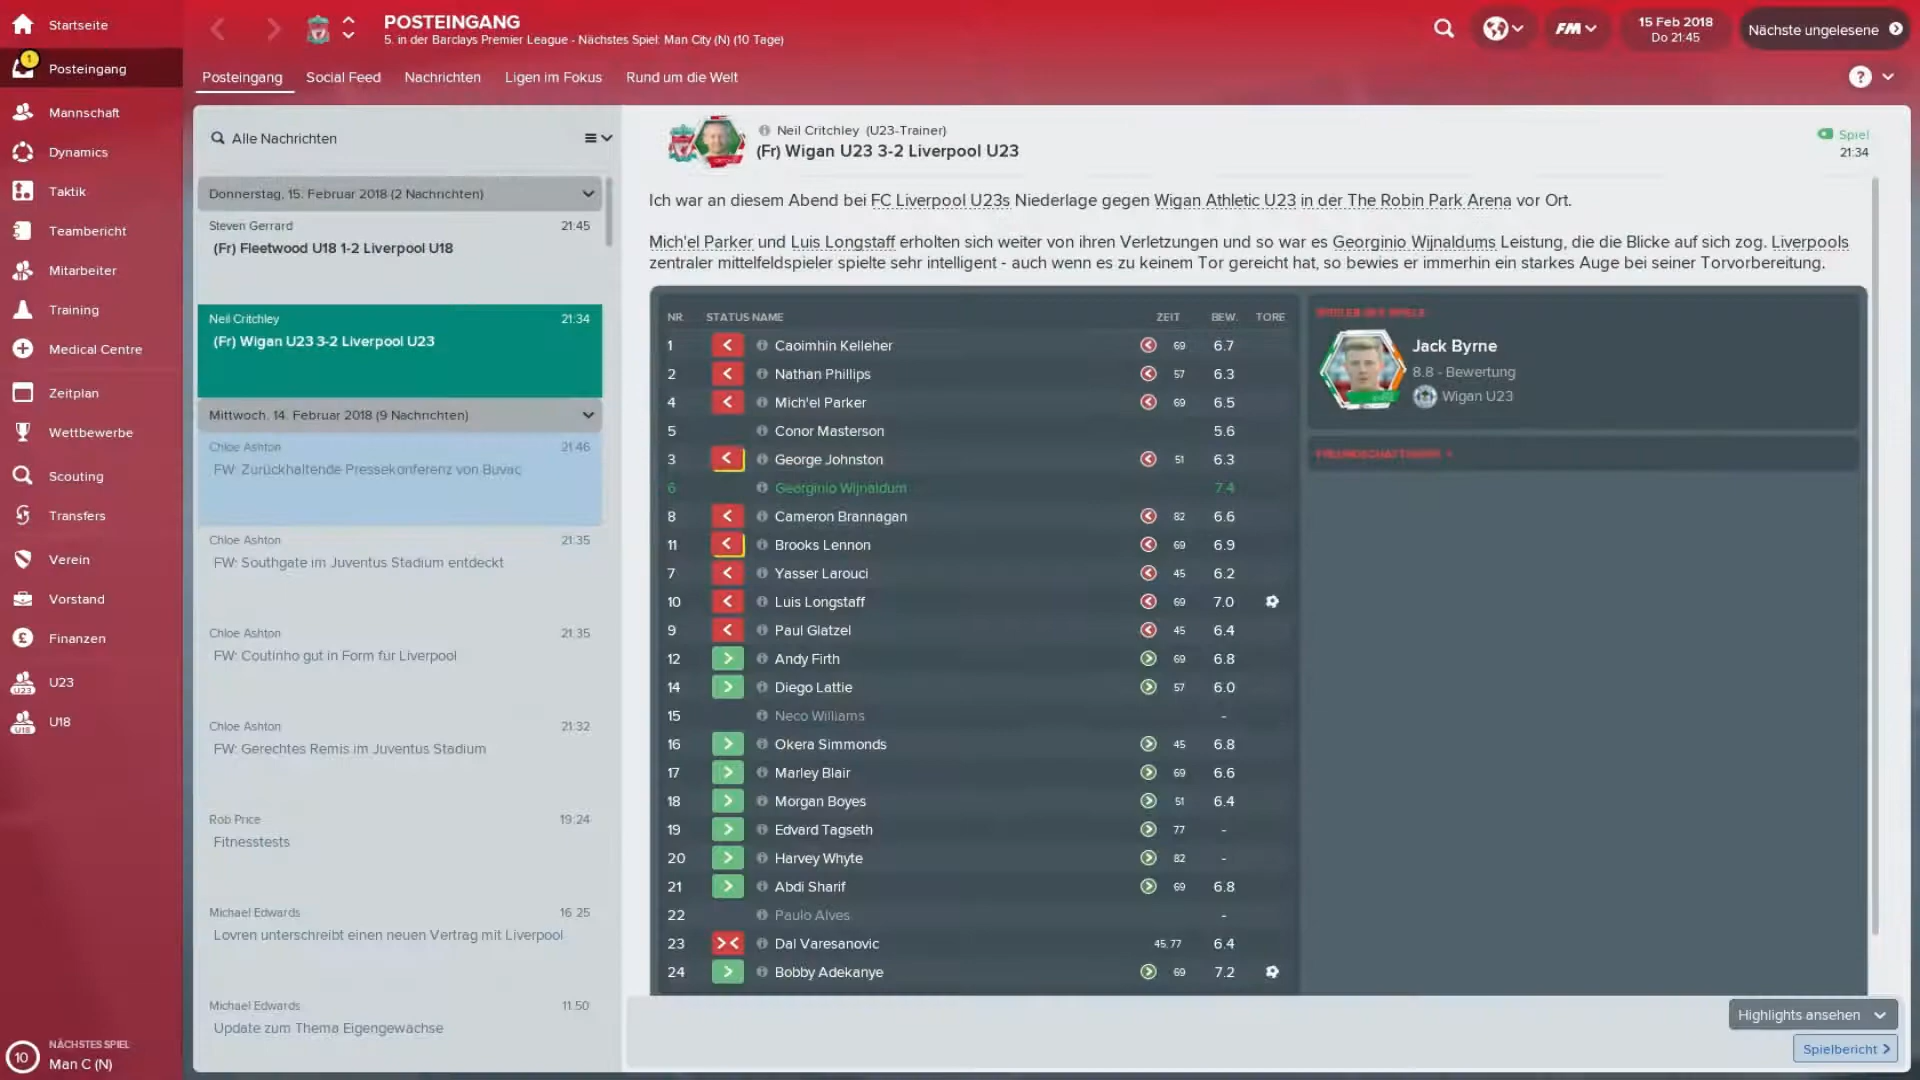 Startseite
1
Posteingang
Mannschaft
Dynamics
Taktik
Teambericht
Mitarbeiter
Training
Medical Centre
Zeitplan
Wettbewerbe
Scouting
Transfers
Verein
Vorstand
Finanzen
U23
U23
U18
U18
10
NÄCHSTES SPIEL
Man C (N)
POSTEINGANG
5. in der Barclays Premier League - Nächstes Spiel: Man City (N) (10 Tage)
FM
15 Feb 2018
Do 21:45
Nächste ungelesene
Posteingang
Social Feed
Nachrichten
Ligen im Fokus
Rund um die Welt
?
Alle Nachrichten
Donnerstag, 15. Februar 2018 (2 Nachrichten)
Steven Gerrard 21:45
(Fr) Fleetwood U18 1-2 Liverpool U18
Neil Critchley 21:34
(Fr) Wigan U23 3-2 Liverpool U23
Mittwoch, 14. Februar 2018 (9 Nachrichten)
Chloe Ashton 21:46
FW: Zurückhaltende Pressekonferenz von Buvac
Chloe Ashton 21:35
FW: Southgate im Juventus Stadium entdeckt
Chloe Ashton 21:35
FW: Coutinho gut in Form für Liverpool
Chloe Ashton 21:32
FW: Gerechtes Remis im Juventus Stadium
Rob Price 19:24
Fitnesstests
Michael Edwards 16:25
Lovren unterschreibt einen neuen Vertrag mit Liverpool
Michael Edwards 11:50
Update zum Thema Eigengewächse
Neil Critchley (U23-Trainer)
(Fr) Wigan U23 3-2 Liverpool U23
Spiel
21:34
Ich war an diesem Abend bei FC Liverpool U23s Niederlage gegen Wigan Athletic U23 in der The Robin Park Arena vor Ort.
Mich'el Parker und Luis Longstaff erholten sich weiter von ihren Verletzungen und so war es Georginio Wijnaldums Leistung, die die Blicke auf sich zog. Liverpools
zentraler mittelfeldspieler spielte sehr intelligent - auch wenn es zu keinem Tor gereicht hat, so bewies er immerhin ein starkes Auge bei seiner Torvorbereitung.
NR. STATUS NAME ZEIT BEW. TORE
1 Caoimhin Kelleher 69 6.7
2 Nathan Phillips 57 6.3
4 Mich'el Parker 69 6.5
5 Conor Masterson 5.6
3 George Johnston 51 6.3
6 Georginio Wijnaldum 7.4
8 Cameron Brannagan 82 6.6
11 Brooks Lennon 69 6.9
7 Yasser Larouci 45 6.2
10 Luis Longstaff 69 7.0
9 Paul Glatzel 45 6.4
12 Andy Firth 69 6.8
14 Diego Lattie 57 6.0
15 Neco Williams -
16 Okera Simmonds 45 6.8
17 Marley Blair 69 6.6
18 Morgan Boyes 51 6.4
19 Edvard Tagseth 77 -
20 Harvey Whyte 82 -
21 Abdi Sharif 69 6.8
22 Paulo Alves -
23 Dal Varesanovic 45, 77 6.4
24 Bobby Adekanye 69 7.2
SPIELER DES SPIELS
Jack Byrne
8.8 - Bewertung
Wigan U23
Highlights ansehen
Spielbericht